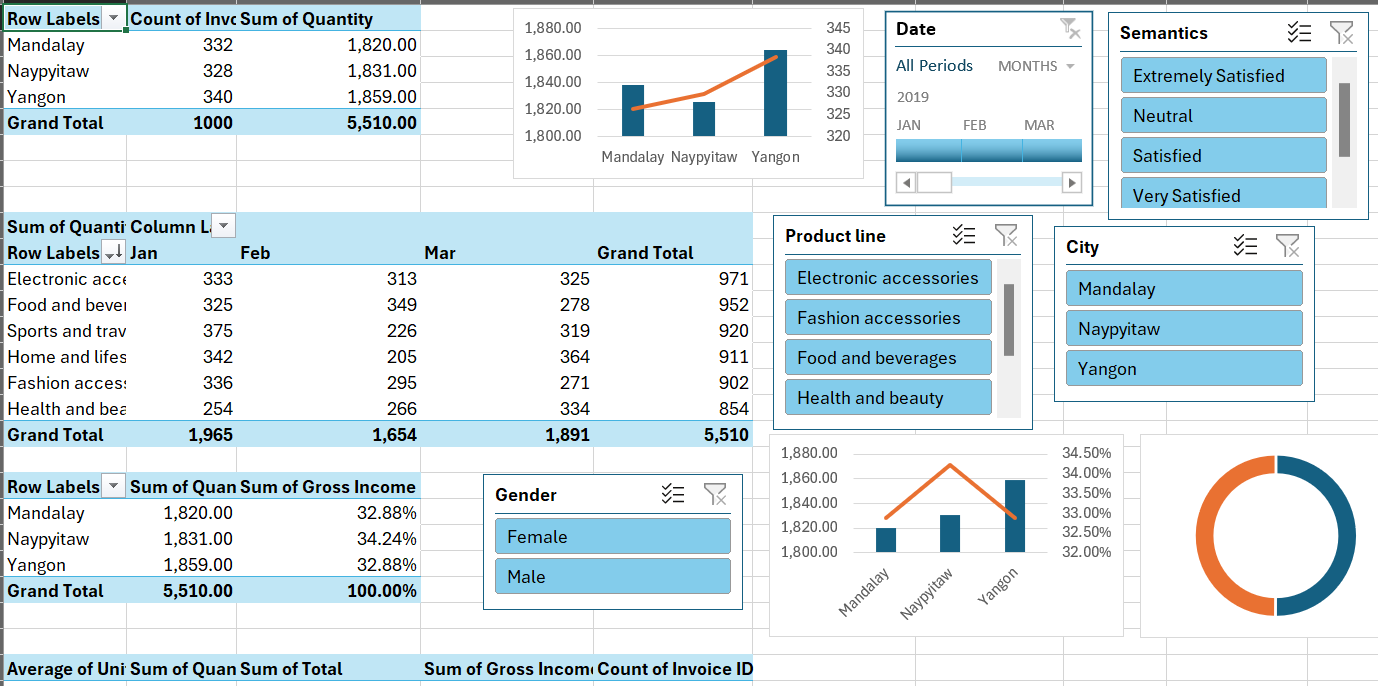 Row Labels Count of Invo Sum of Quantity
Mandalay 332 1,820.00
Naypyitaw 328 1,831.00
Yangon 340 1,859.00
Grand Total 1000 5,510.00
1,880.00 345
1,860.00 340
1,840.00 335
1,820.00 330
1,800.00 325
320
Mandalay Naypyitaw Yangon
Date
All Periods MONTHS
2019
JAN FEB MAR
Semantics
Extremely Satisfied
Neutral
Satisfied
Very Satisfied
Sum of Quanti Column La
Row Labels Jan Feb Mar Grand Total
Electronic acce 333 313 325 971
Food and bever 325 349 278 952
Sports and trav 375 226 319 920
Home and lifes 342 205 364 911
Fashion access 336 295 271 902
Health and bea 254 266 334 854
Grand Total 1,965 1,654 1,891 5,510
Product line
Electronic accessories
Fashion accessories
Food and beverages
Health and beauty
City
Mandalay
Naypyitaw
Yangon
Row Labels Sum of Quan Sum of Gross Income
Mandalay 1,820.00 32.88%
Naypyitaw 1,831.00 34.24%
Yangon 1,859.00 32.88%
Grand Total 5,510.00 100.00%
Gender
Female
Male
1,880.00 34.50%
1,860.00 34.00%
1,840.00 33.50%
1,820.00 33.00%
1,800.00 32.50%
32.00%
Mandalay Naypyitaw Yangon
Average of Uni Sum of Quan Sum of Total Sum of Gross Incom Count of Invoice ID